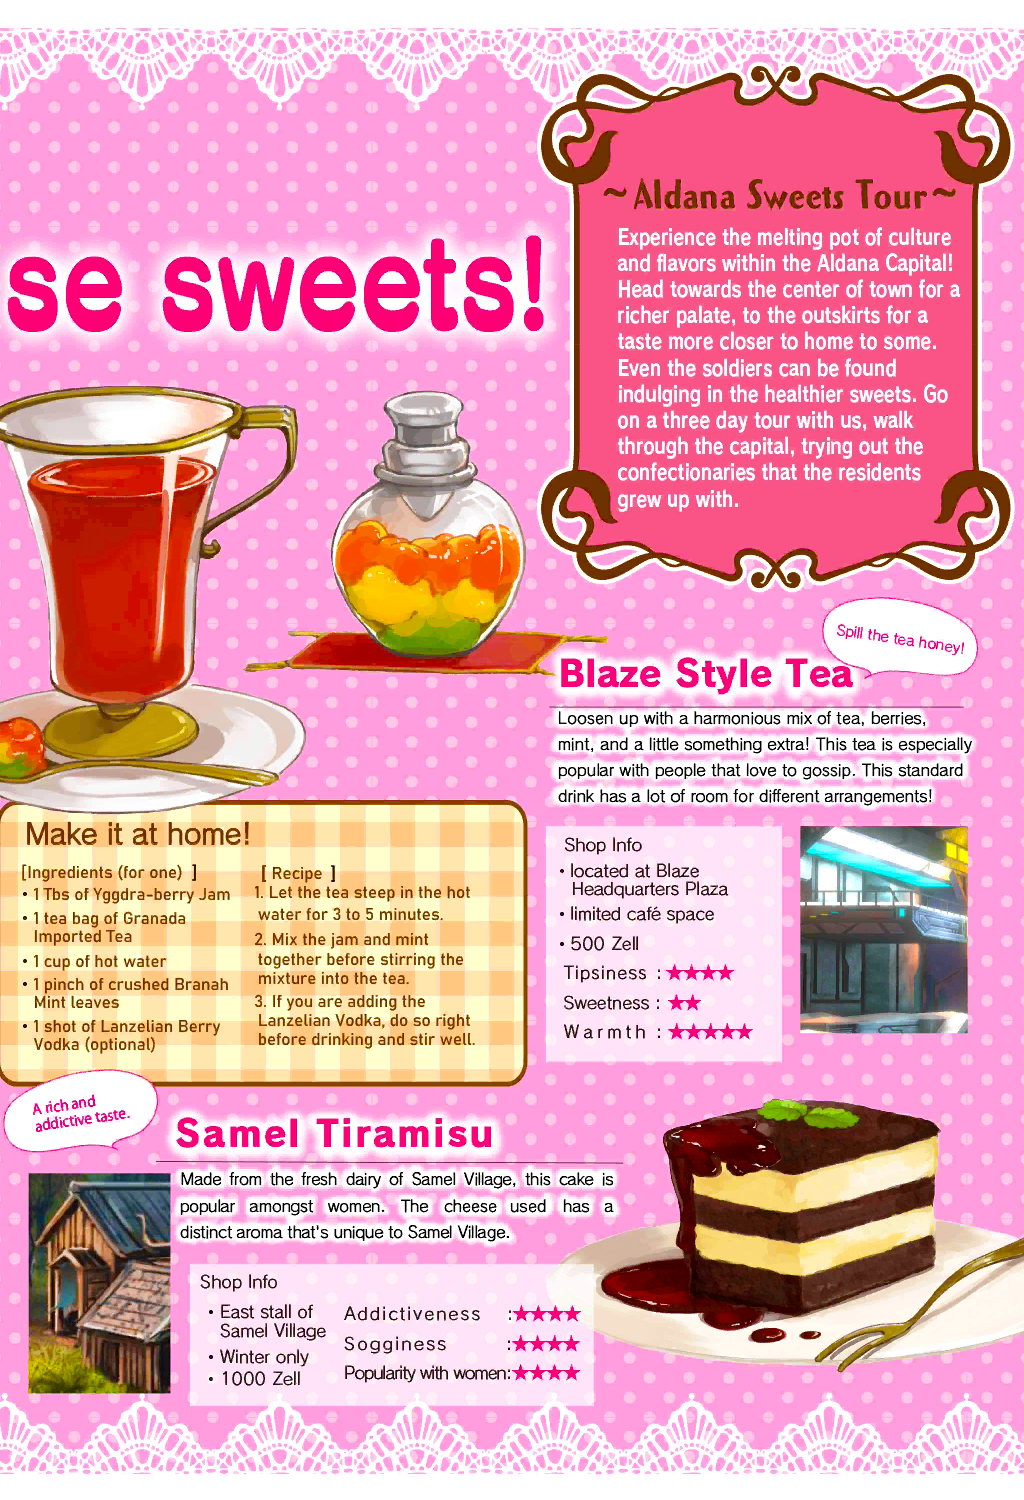 se sweets!
~Aldana Sweets Tour~
Experience the melting pot of culture
and flavors within the Aldana Capital!
Head towards the center of town for a
richer palate, to the outskirts for a
taste more closer to home to some.
Even the soldiers can be found
indulging in the healthier sweets. Go
on a three day tour with us, walk
through the capital, trying out the
confectionaries that the residents
grew up with.
Spill the tea honey!
Blaze Style Tea
Loosen up with a harmonious mix of tea, berries,
mint, and a little something extra! This tea is especially
popular with people that love to gossip. This standard
drink has a lot of room for different arrangements!
Shop Info
• located at Blaze
Headquarters Plaza
• limited café space
• 500 Zell
Tipsiness : ★★★★
Sweetness : ★★
Warmth : ★★★★★
Make it at home!
[Ingredients (for one) ]
• 1 Tbs of Yggdra-berry Jam
• 1 tea bag of Granada
Imported Tea
• 1 cup of hot water
• 1 pinch of crushed Branah
Mint leaves
• 1 shot of Lanzelian Berry
Vodka (optional)
[ Recipe ]
1. Let the tea steep in the hot
water for 3 to 5 minutes.
2. Mix the jam and mint
together before stirring the
mixture into the tea.
3. If you are adding the
Lanzelian Vodka, do so right
before drinking and stir well.
A rich and
addictive taste.
Samel Tiramisu
Made from the fresh dairy of Samel Village, this cake is
popular amongst women. The cheese used has a
distinct aroma that's unique to Samel Village.
Shop Info
• East stall of
Samel Village
• Winter only
• 1000 Zell
Addictiveness :★★★★
Sogginess :★★★★
Popularity with women:★★★★